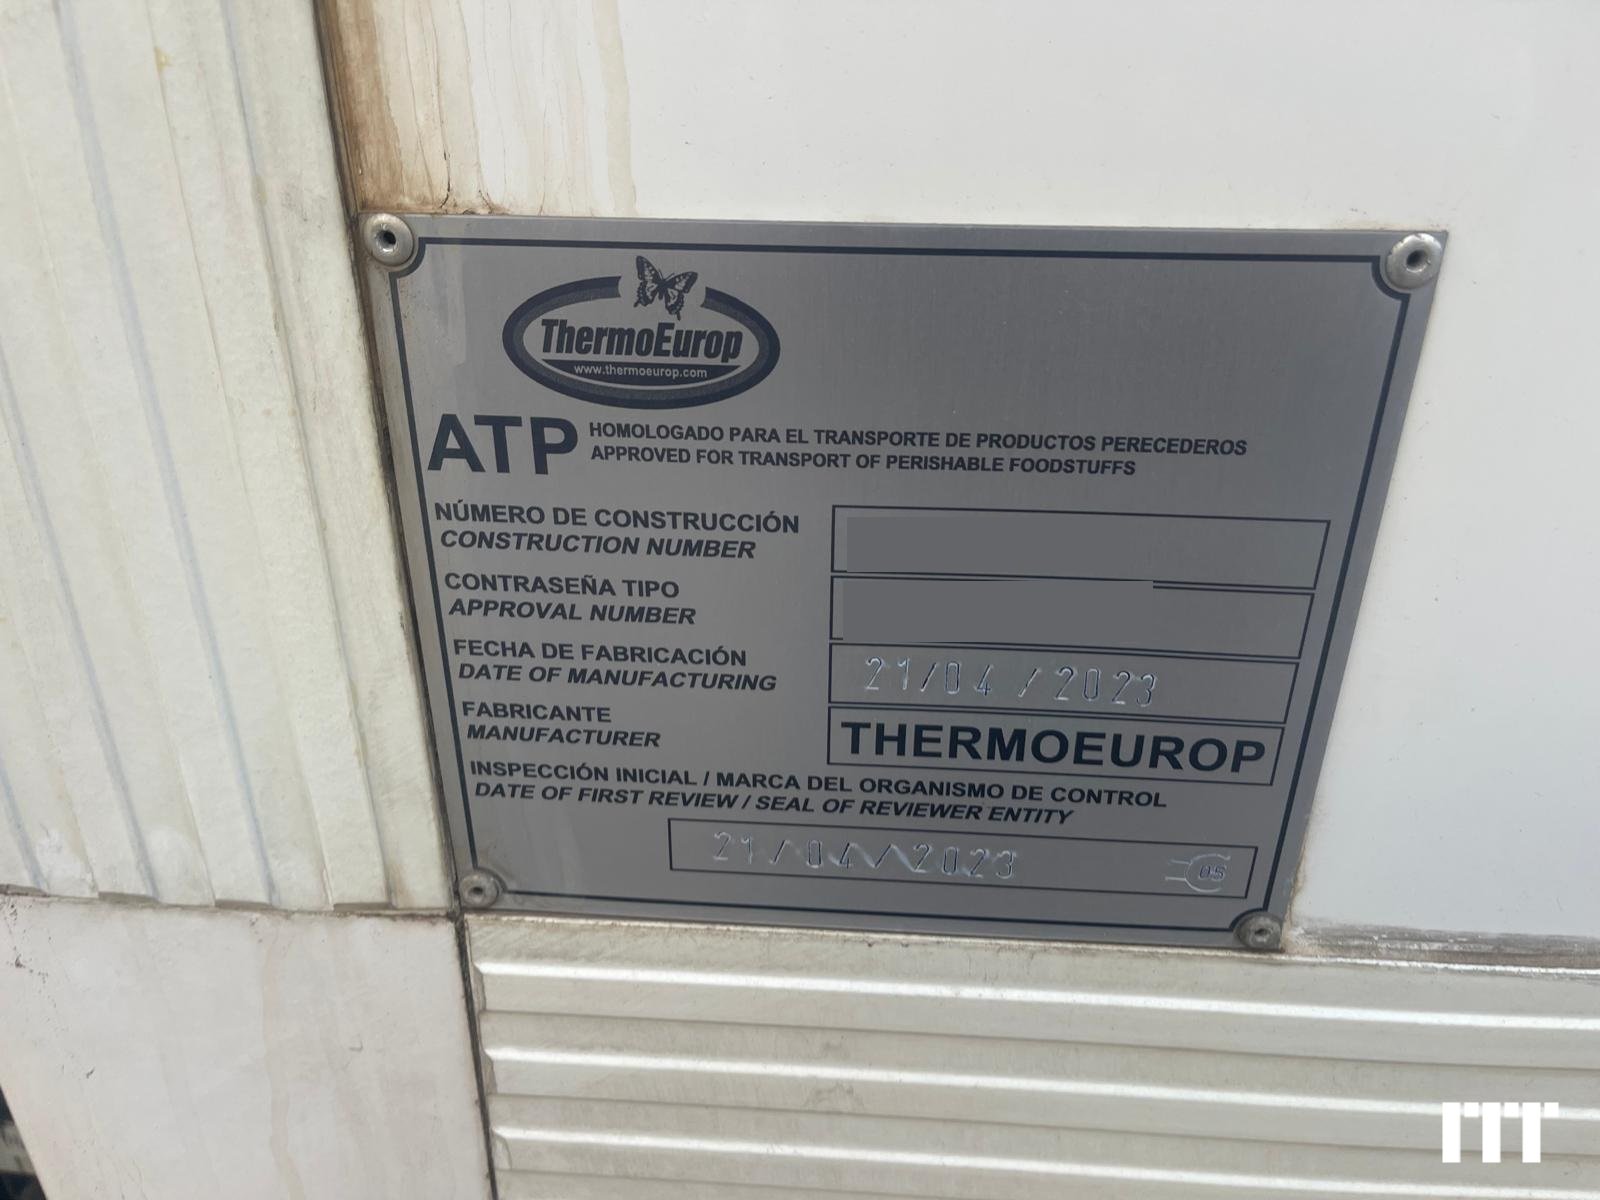 ThermoEurop
www.thermoeurop.com
ATP HOMOLOGADO PARA EL TRANSPORTE DE PRODUCTOS PERECEDEROS
APPROVED FOR TRANSPORT OF PERISHABLE FOODSTUFFS
NÚMERO DE CONSTRUCCIÓN
CONSTRUCTION NUMBER
CONTRASEÑA TIPO
APPROVAL NUMBER
FECHA DE FABRICACIÓN
DATE OF MANUFACTURING
21/04/2023
FABRICANTE
MANUFACTURER
THERMOEUROP
INSPECCIÓN INICIAL / MARCA DEL ORGANISMO DE CONTROL
DATE OF FIRST REVIEW / SEAL OF REVIEWER ENTITY
21/04/2023
05